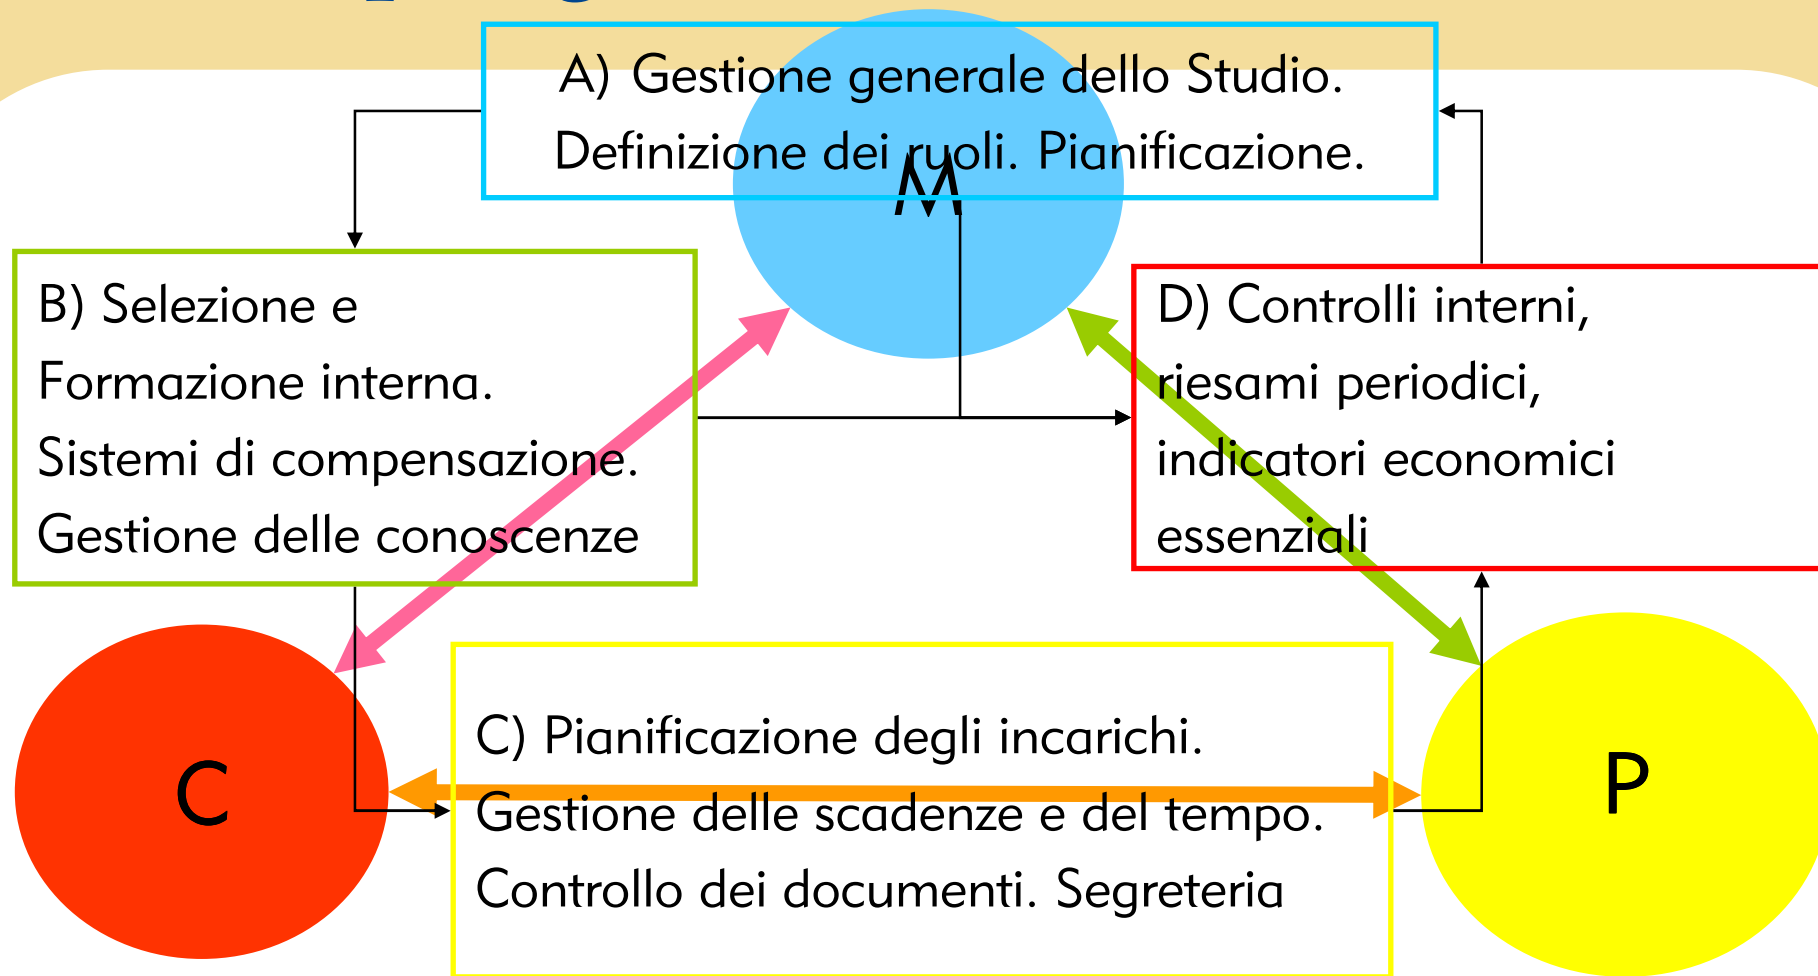 A) Gestione generale dello Studio.
Definizione dei ruoli. Pianificazione.
M
B) Selezione e
Formazione interna.
Sistemi di compensazione.
Gestione delle conoscenze
D) Controlli interni,
riesami periodici,
indicatori economici
essenziali
C
C) Pianificazione degli incarichi.
Gestione delle scadenze e del tempo.
Controllo dei documenti. Segreteria
P